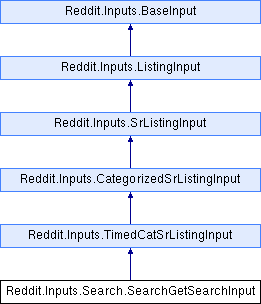 Reddit.Inputs.BaseInput
Reddit.Inputs.ListingInput
Reddit.Inputs.SrListingInput
Reddit.Inputs.CategorizedSrListingInput
Reddit.Inputs.TimedCatSrListingInput
Reddit.Inputs.Search.SearchGetSearchInput